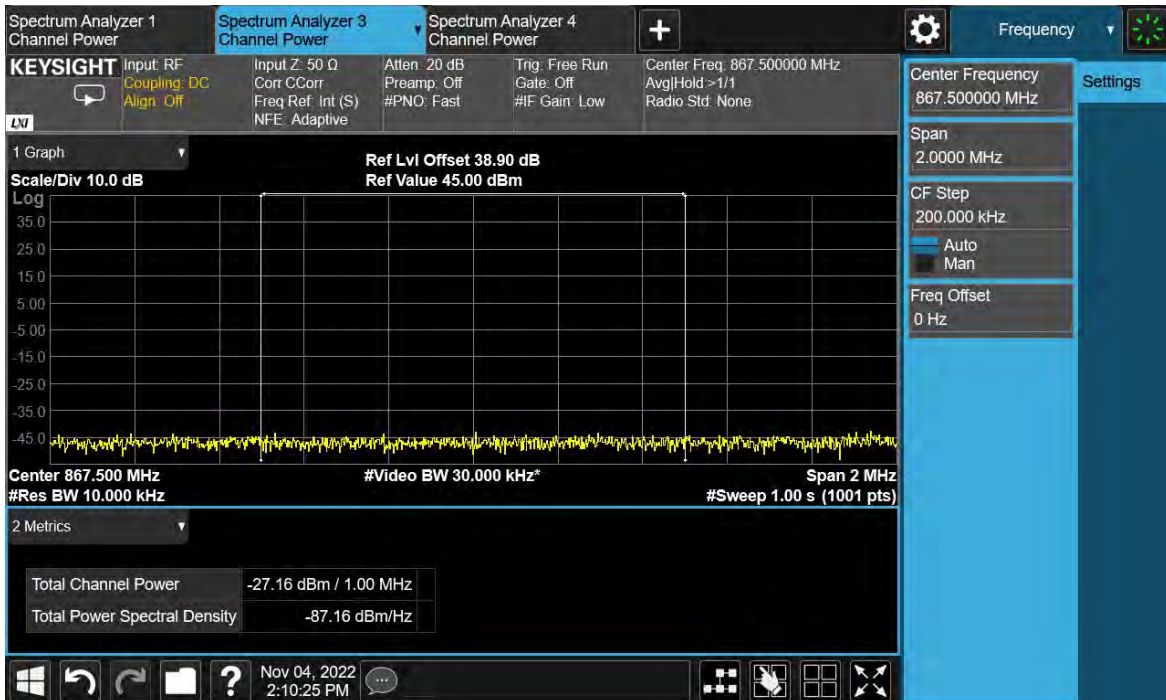 Spectrum Analyzer 1
Channel Power
Spectrum Analyzer 3
Channel Power
Spectrum Analyzer 4
Channel Power
Frequency
KEYSIGHT
LXI
Input: RF
Coupling: DC
Align: Off
Input Z: 50 Ω
Corr CCorr
Freq Ref: Int (S)
NFE: Adaptive
Atten: 20 dB
Preamp: Off
#PNO: Fast
Trig: Free Run
Gate: Off
#IF Gain: Low
Center Freq: 867.500000 MHz
Avg|Hold:>1/1
Radio Std: None
Center Frequency
867.500000 MHz
Settings
Span
2.0000 MHz
CF Step
200.000 kHz
Auto
Man
Freq Offset
0 Hz
1 Graph
Scale/Div 10.0 dB
Ref Lvl Offset 38.90 dB
Ref Value 45.00 dBm
Log
35.0
25.0
15.0
5.00
-5.00
-15.0
-25.0
-35.0
-45.0
Center 867.500 MHz
#Video BW 30.000 kHz*
Span 2 MHz
#Res BW 10.000 kHz
#Sweep 1.00 s (1001 pts)
2 Metrics
Total Channel Power -27.16 dBm / 1.00 MHz
Total Power Spectral Density -87.16 dBm/Hz
?
Nov 04, 2022
2:10:25 PM